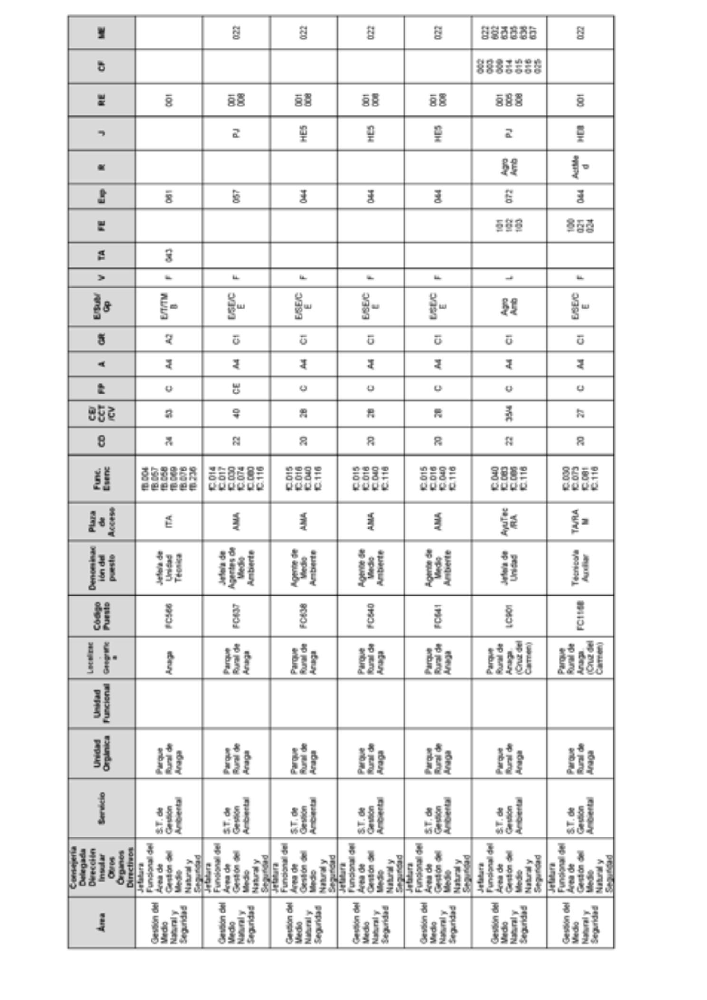 Área
Consejería
Delegada
Dirección
Insular
Otros
Órganos
Directivos
Servicio
Unidad
Orgánica
Unidad
Funcional
Localizac
.
Geografic
a
Código
Puesto
Denominac
ión del
puesto
Plaza
de
Acceso
Func.
Esenc
CD
CE/
CCT
/CV
FP
A
GR
E/Sub/
Gp
V
TA
FE
Exp
R
J
RE
CF
ME
Gestión del
Medio
Natural y
Seguridad
Jefatura
Funcional del
Área de
Gestión del
Medio
Natural y
Seguridad
S.T. de
Gestión
Ambiental
Parque
Rural de
Anaga
Anaga
FC566
Jefe/a de
Unidad
Técnica
ITA
fB.004
fB.057
fB.058
fB.069
fB.076
fB.236
24
53
C
A4
A2
E/T/TM
B
F
043
061
001
Gestión del
Medio
Natural y
Seguridad
Jefatura
Funcional del
Área de
Gestión del
Medio
Natural y
Seguridad
S.T. de
Gestión
Ambiental
Parque
Rural de
Anaga
Parque
Rural de
Anaga
FC637
Jefe/a de
Agentes de
Medio
Ambiente
AMA
fC.014
fC.017
fC.030
fC.074
fC.080
fC.116
22
40
CE
A4
C1
E/SE/C
E
F
057
PJ
001
008
022
Gestión del
Medio
Natural y
Seguridad
Jefatura
Funcional del
Área de
Gestión del
Medio
Natural y
Seguridad
S.T. de
Gestión
Ambiental
Parque
Rural de
Anaga
Parque
Rural de
Anaga
FC638
Agente de
Medio
Ambiente
AMA
fC.015
fC.016
fC.040
fC.116
20
28
C
A4
C1
E/SE/C
E
F
044
HE5
001
008
022
Gestión del
Medio
Natural y
Seguridad
Jefatura
Funcional del
Área de
Gestión del
Medio
Natural y
Seguridad
S.T. de
Gestión
Ambiental
Parque
Rural de
Anaga
Parque
Rural de
Anaga
FC640
Agente de
Medio
Ambiente
AMA
fC.015
fC.016
fC.040
fC.116
20
28
C
A4
C1
E/SE/C
E
F
044
HE5
001
008
022
Gestión del
Medio
Natural y
Seguridad
Jefatura
Funcional del
Área de
Gestión del
Medio
Natural y
Seguridad
S.T. de
Gestión
Ambiental
Parque
Rural de
Anaga
Parque
Rural de
Anaga
FC641
Agente de
Medio
Ambiente
AMA
fC.015
fC.016
fC.040
fC.116
20
28
C
A4
C1
E/SE/C
E
F
044
HE5
001
008
022
Gestión del
Medio
Natural y
Seguridad
Jefatura
Funcional del
Área de
Gestión del
Medio
Natural y
Seguridad
S.T. de
Gestión
Ambiental
Parque
Rural de
Anaga
Parque
Rural de
Anaga.
(Cruz del
Carmen)
LC901
Jefe/a de
Unidad
AyuTec
/RA
fC.040
fC.083
fC.086
fC.116
22
35/4
C
A4
C1
Agro
Amb
L
101
102
103
072
Agro
Amb
PJ
001
005
008
002
003
009
014
015
016
025
022
602
634
635
636
637
Gestión del
Medio
Natural y
Seguridad
Jefatura
Funcional del
Área de
Gestión del
Medio
Natural y
Seguridad
S.T. de
Gestión
Ambiental
Parque
Rural de
Anaga
Parque
Rural de
Anaga.
(Cruz del
Carmen)
FC1168
Técnico/a
Auxiliar
TA/RA
M
fC.030
fC.073
fC.081
fC.116
20
27
C
A4
C1
E/SE/C
E
F
100
021
024
044
ActMe
d
HE8
001
022